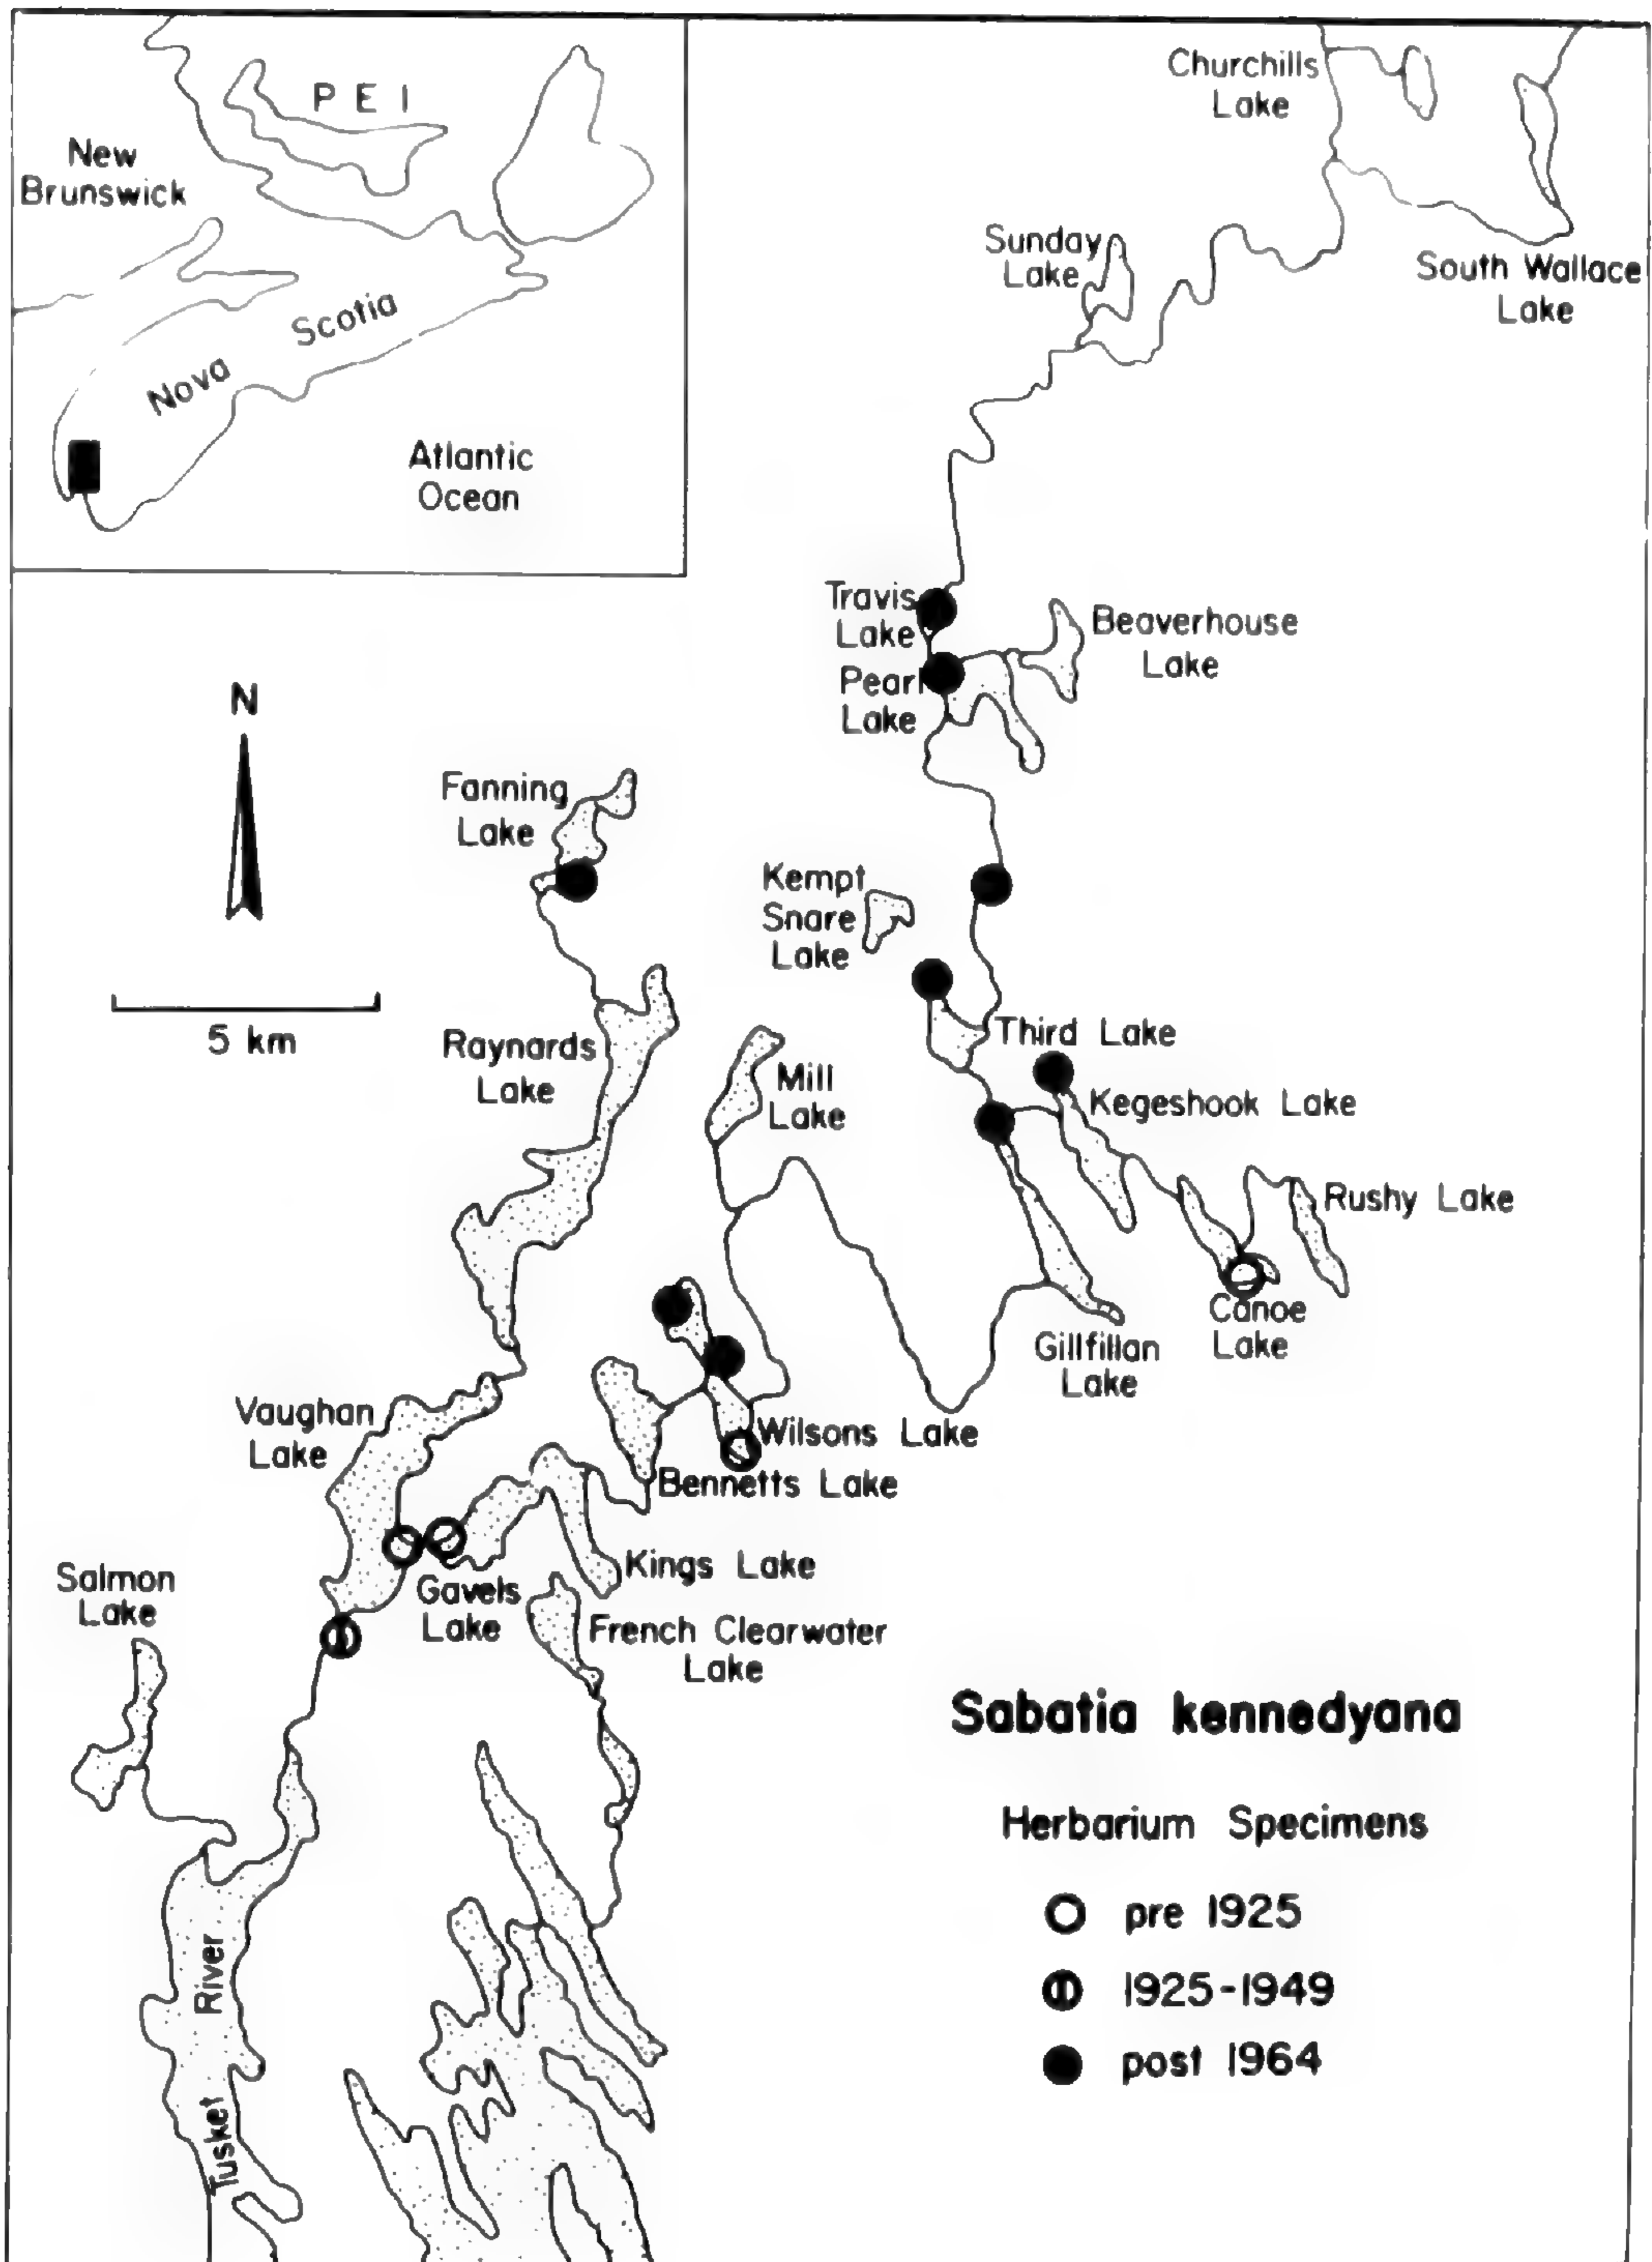 P E I
New
Brunswick
Nova Scotia
Atlantic
Ocean
Churchills
Lake
Sunday
Lake
South Wallace
Lake
Travis
Lake
Beaverhouse
Lake
Pearl
Lake
N
Fanning
Lake
Kempt
Snare
Lake
5 km
Raynards
Lake
Third Lake
Mill
Lake
Kegeshook Lake
Rushy Lake
Canoe
Lake
Gillfillan
Lake
Vaughan
Lake
Wilsons Lake
Bennetts Lake
Kings Lake
Gavels
Lake
Salmon
Lake
French Clearwater
Lake
Tusket River
Sabatia kennedyana
Herbarium Specimens
pre 1925
1925-1949
post 1964